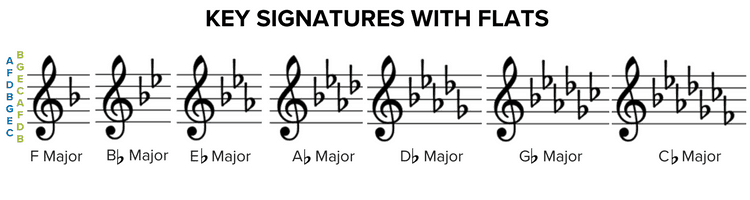 KEY SIGNATURES WITH FLATS
B
A
G
F
E
D
C
B
A
G
F
E
D
C
B
F Major
B♭ Major
E♭ Major
A♭ Major
D♭ Major
G♭ Major
C♭ Major